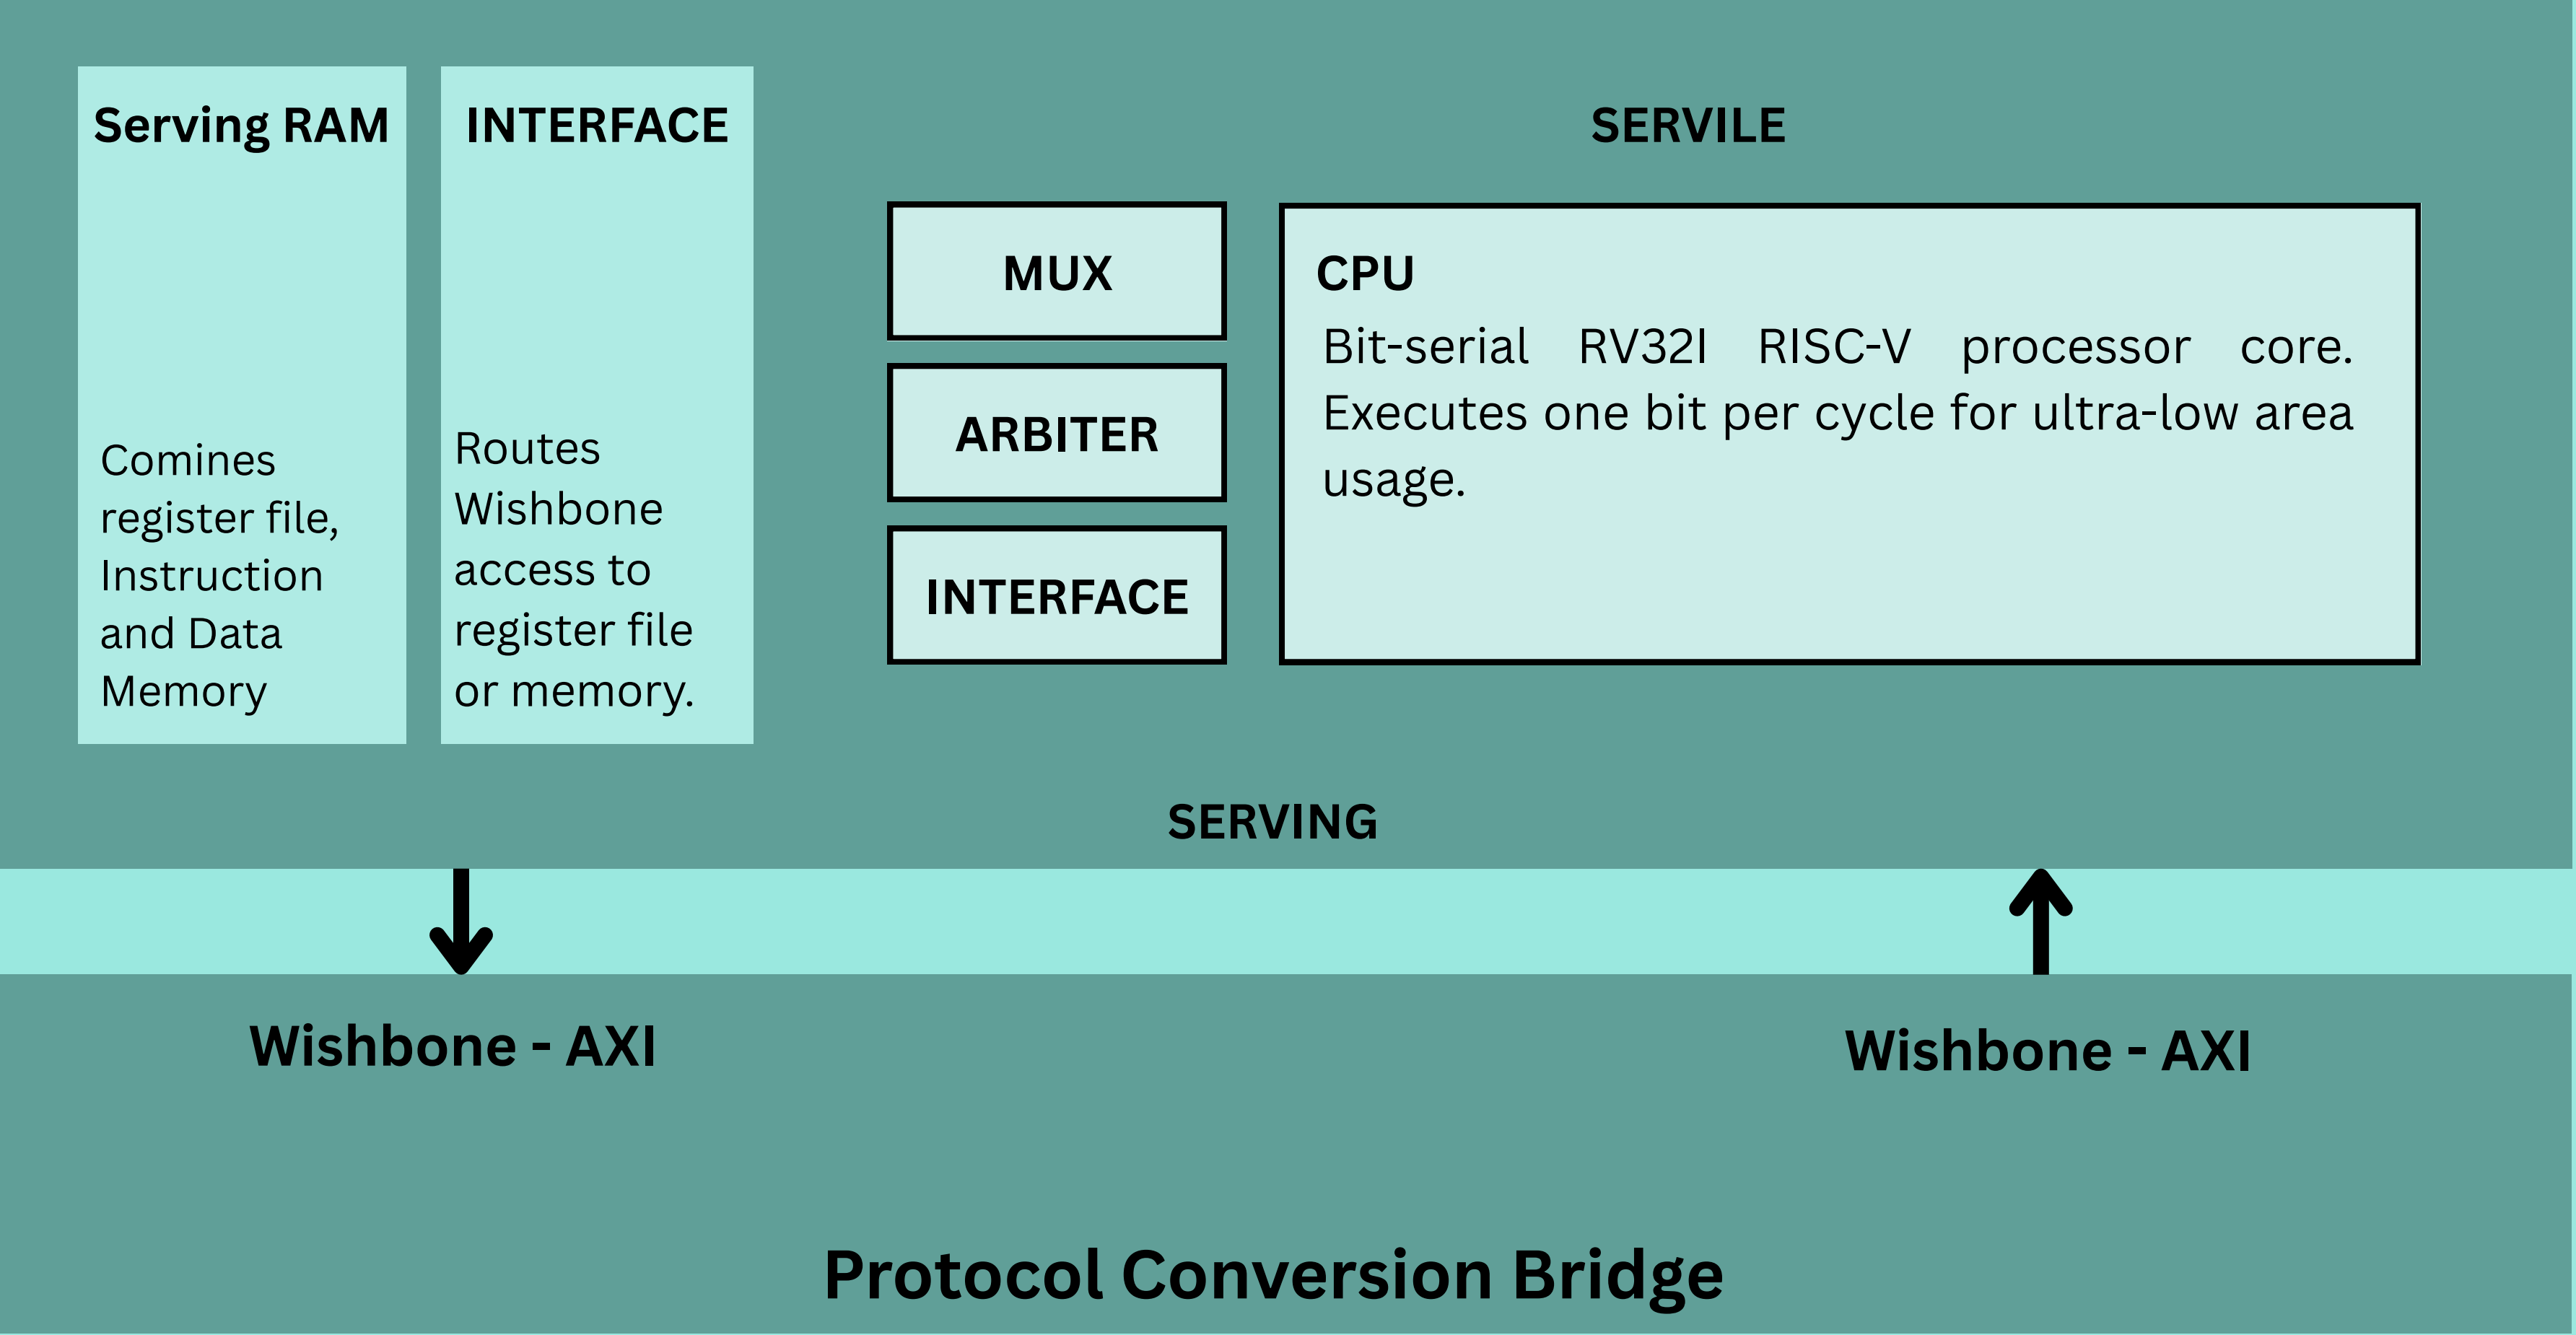 Serving RAM
Comines
register file,
Instruction
and Data
Memory
INTERFACE
Routes
Wishbone
access to
register file
or memory.
SERVILE
MUX
ARBITER
INTERFACE
CPU
Bit-serial RV32I RISC-V processor core.
Executes one bit per cycle for ultra-low area
usage.
SERVING
Wishbone - AXI
Wishbone - AXI
Protocol Conversion Bridge